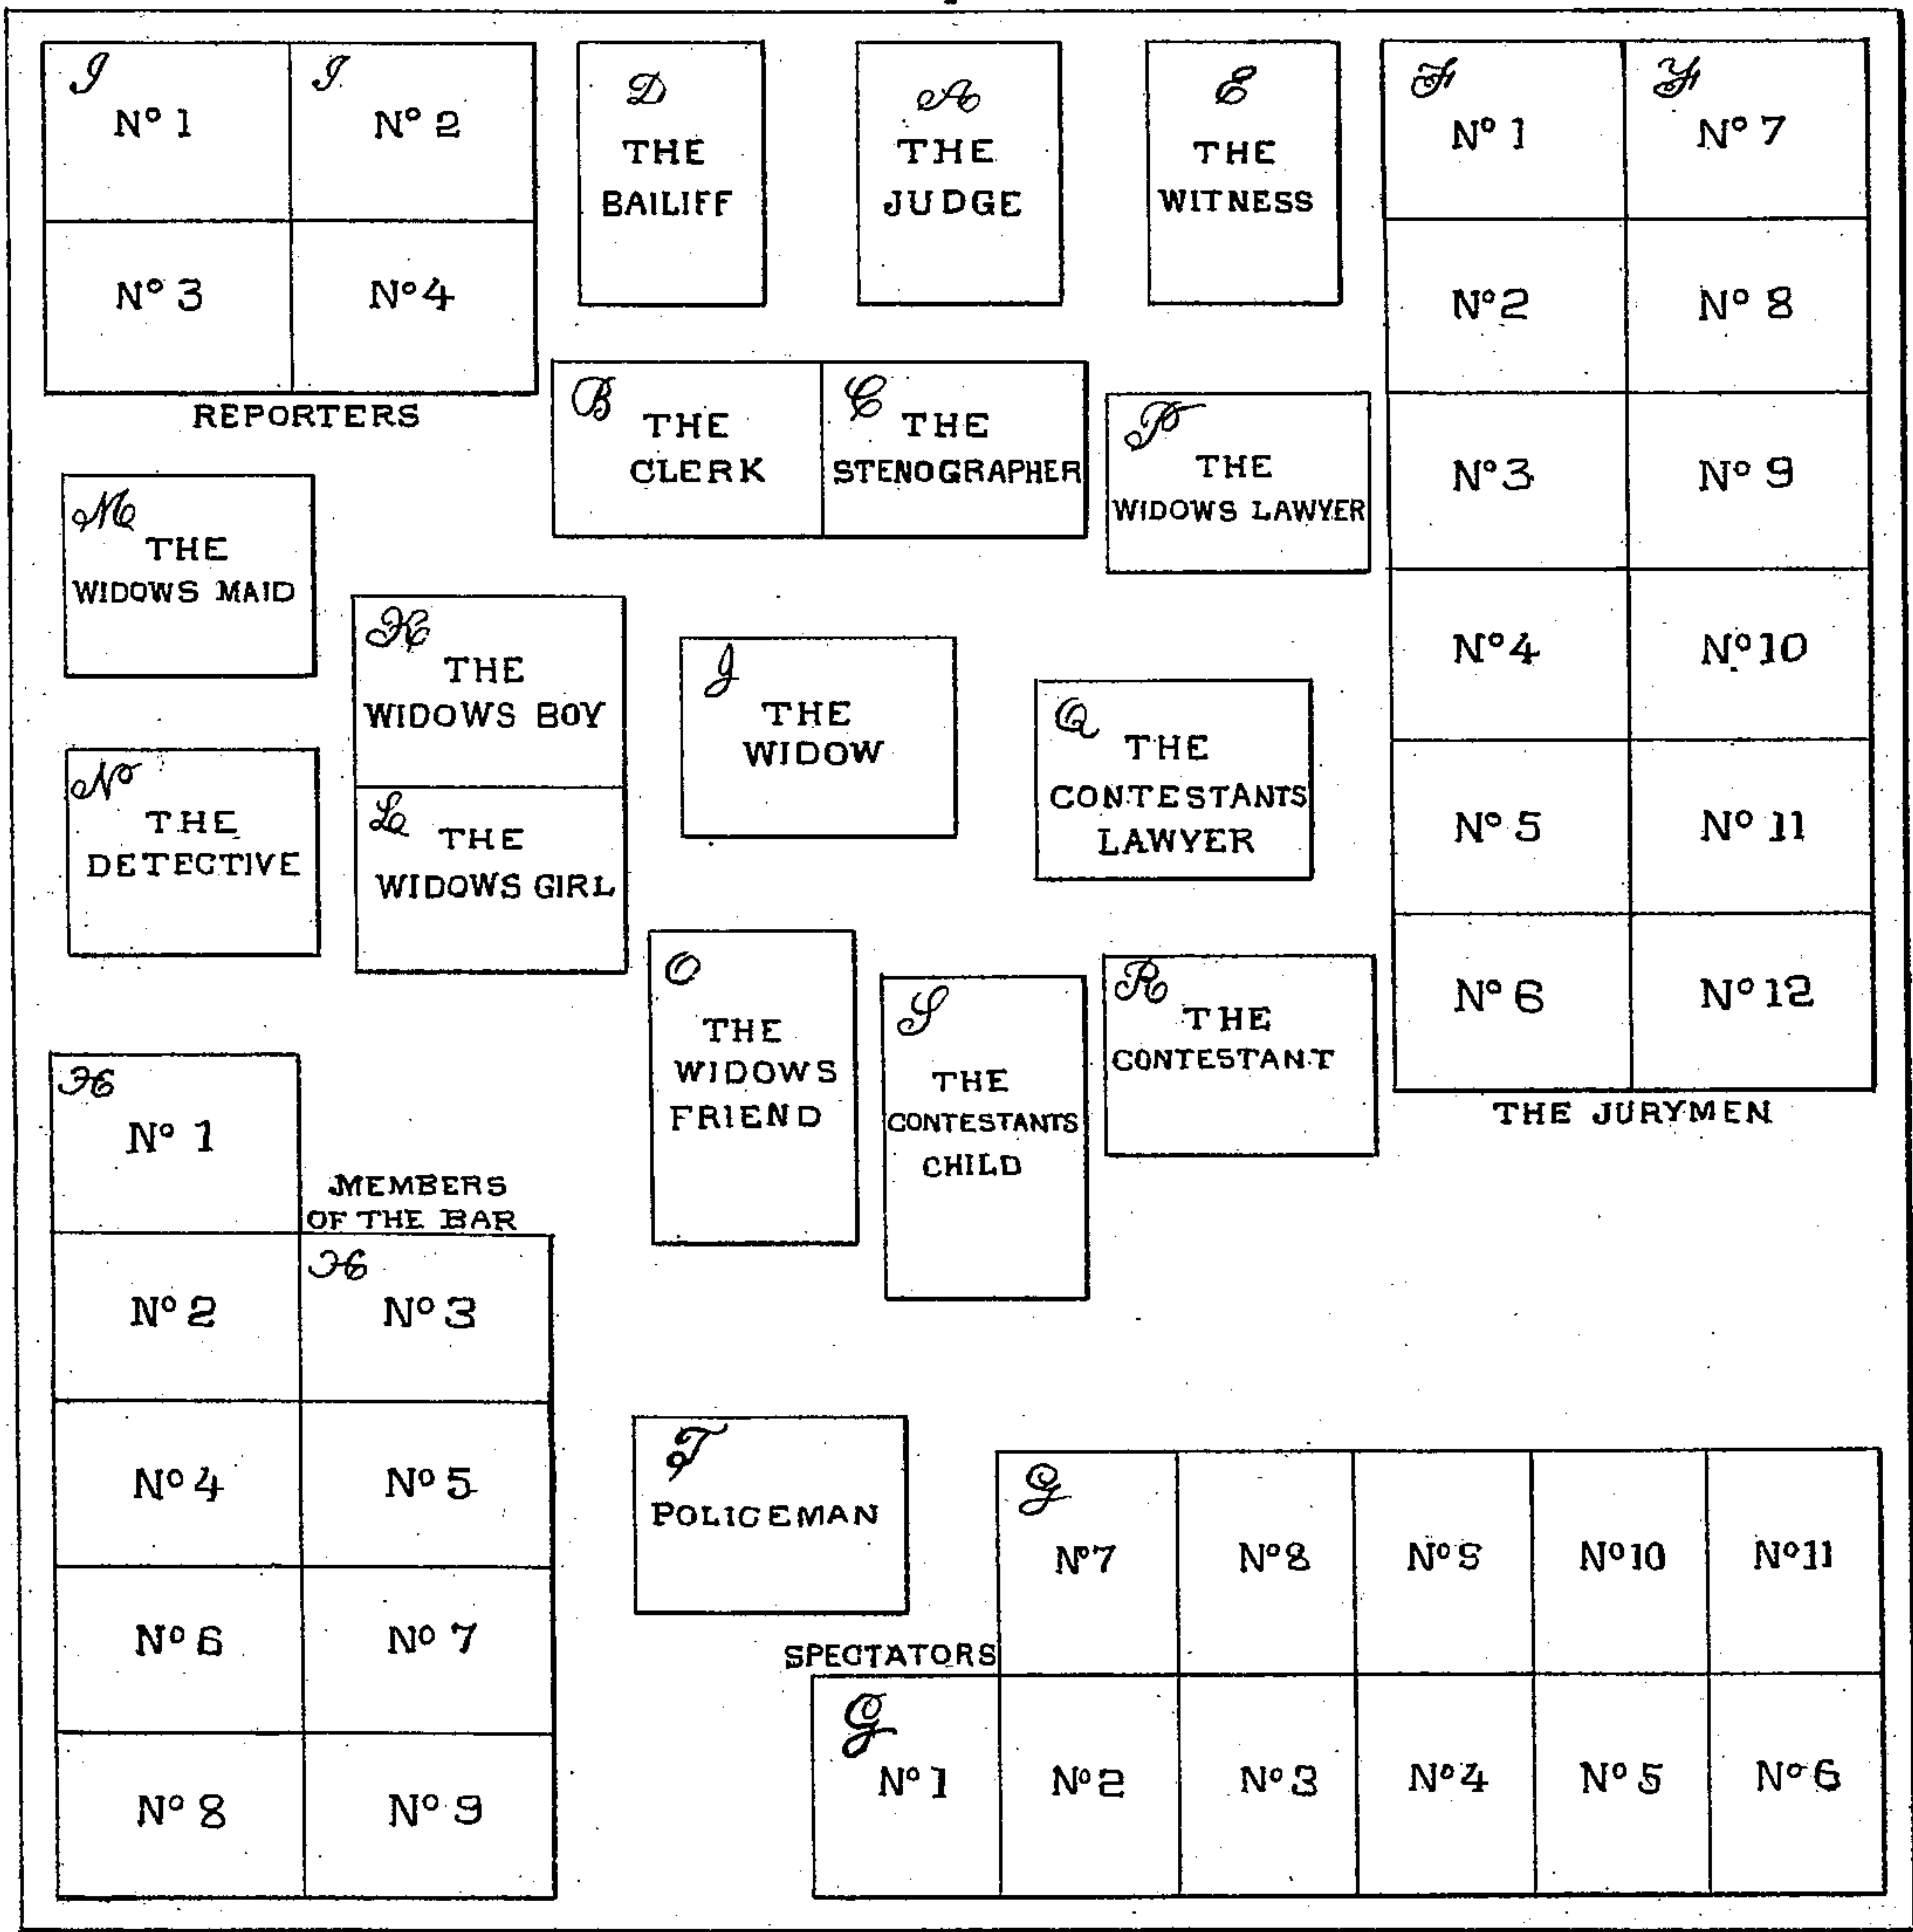 I
Nº 1
I
Nº 2
Nº 3
Nº 4
REPORTERS
D
THE
BAILIFF
A
THE
JUDGE
E
THE
WITNESS
F
Nº 1
F
Nº 7
Nº 2
Nº 8
Nº 3
Nº 9
Nº 4
Nº 10
Nº 5
Nº 11
Nº 6
Nº 12
THE JURYMEN
B
THE
CLERK
C
THE
STENOGRAPHER
P
THE
WIDOWS LAWYER
M
THE
WIDOWS MAID
K
THE
WIDOWS BOY
J
THE
WIDOW
Q
THE
CONTESTANTS
LAWYER
N
THE
DETECTIVE
L
THE
WIDOWS GIRL
O
THE
WIDOWS
FRIEND
S
THE
CONTESTANTS
CHILD
R
THE
CONTESTANT
H
Nº 1
MEMBERS
OF THE BAR
Nº 2
H
Nº 3
Nº 4
Nº 5
Nº 6
Nº 7
Nº 8
Nº 9
T
POLICEMAN
SPECTATORS
G
Nº 7
Nº 8
Nº 9
Nº 10
Nº 11
G
Nº 1
Nº 2
Nº 3
Nº 4
Nº 5
Nº 6